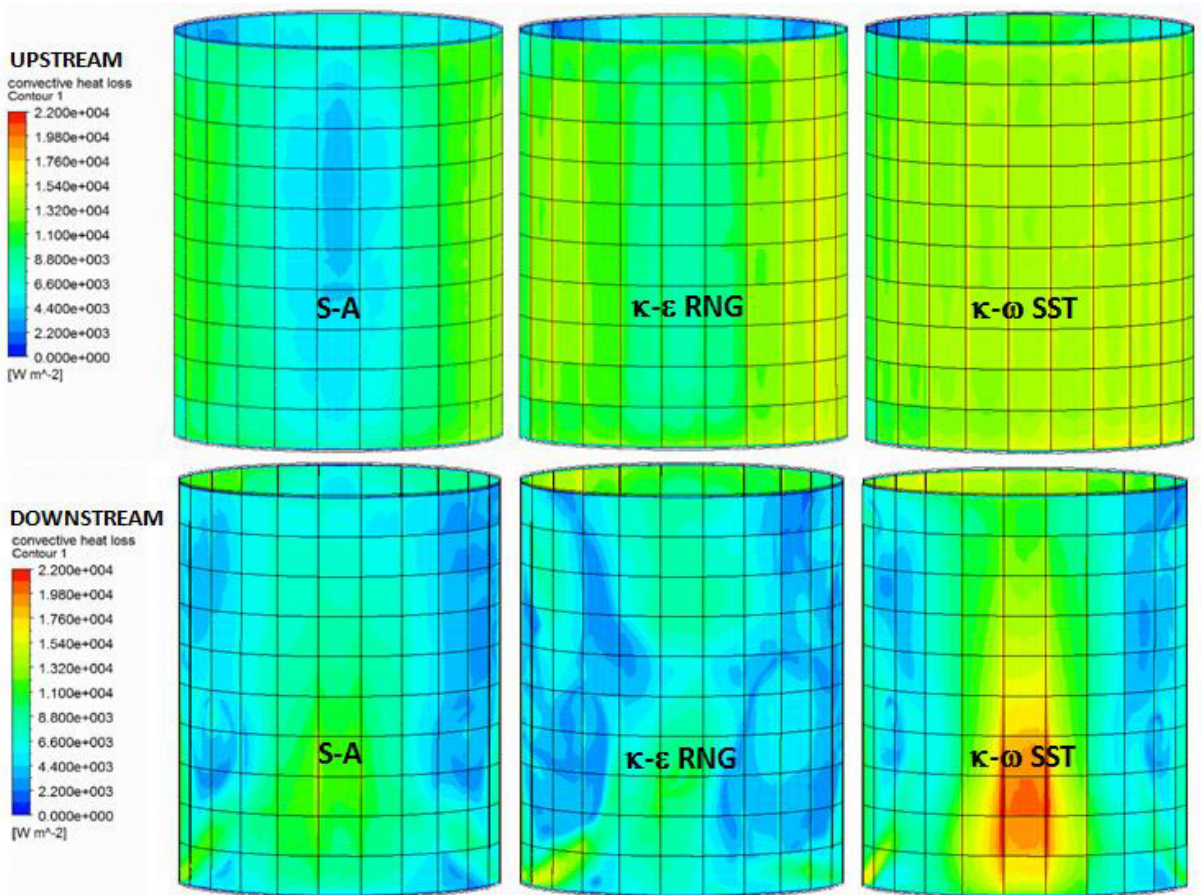 UPSTREAM
convective heat loss
Contour 1
2.200e+004
1.980e+004
1.760e+004
1.540e+004
1.320e+004
1.100e+004
8.800e+003
6.600e+003
4.400e+003
2.200e+003
0.000e+000
[W m^-2]
S-A
κ-ε RNG
κ-ω SST
DOWNSTREAM
convective heat loss
Contour 1
2.200e+004
1.980e+004
1.760e+004
1.540e+004
1.320e+004
1.100e+004
8.800e+003
6.600e+003
4.400e+003
2.200e+003
0.000e+000
[W m^-2]
S-A
κ-ε RNG
κ-ω SST